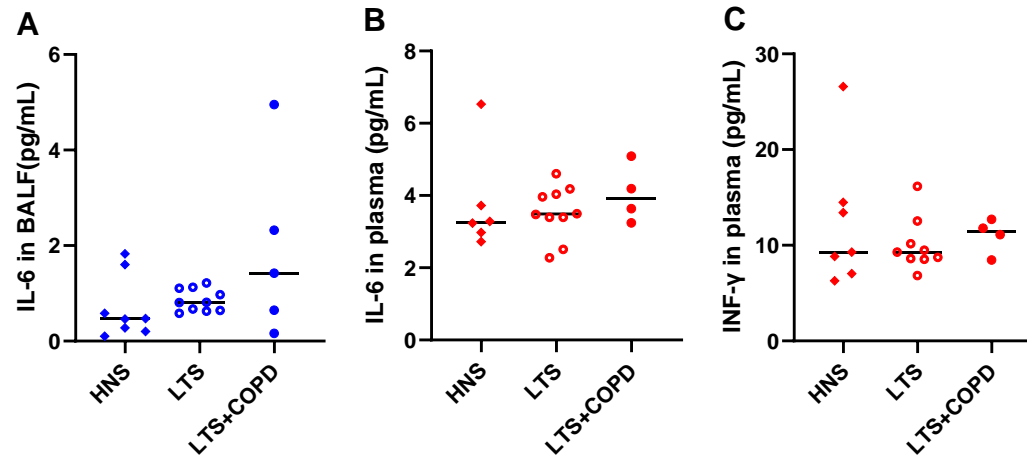 A
IL-6 in BALF(pg/mL)
6
4
2
0
HNS
LTS
LTS+COPD
B
IL-6 in plasma (pg/mL)
8
6
4
2
0
HNS
LTS
LTS+COPD
C
INF-γ in plasma (pg/mL)
30
20
10
0
HNS
LTS
LTS+COPD